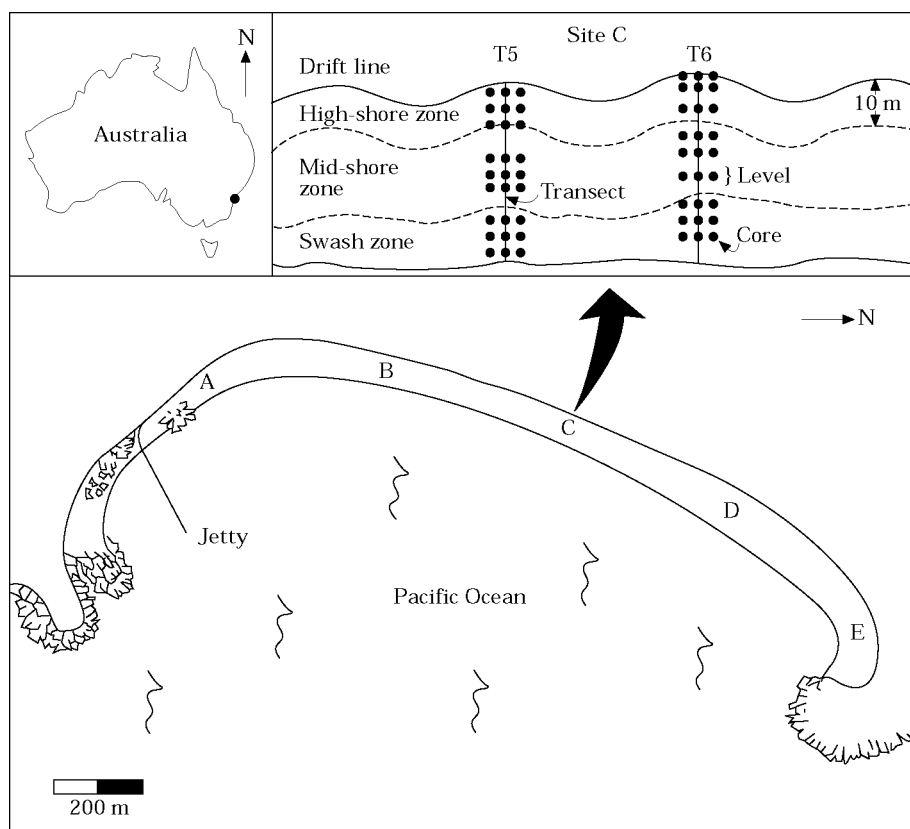 N
Australia
Site C
T5
T6
Drift line
High-shore zone
10 m
Mid-shore
zone
} Level
Transect
Swash zone
Core
N
A
B
C
D
E
Jetty
Pacific Ocean
200 m